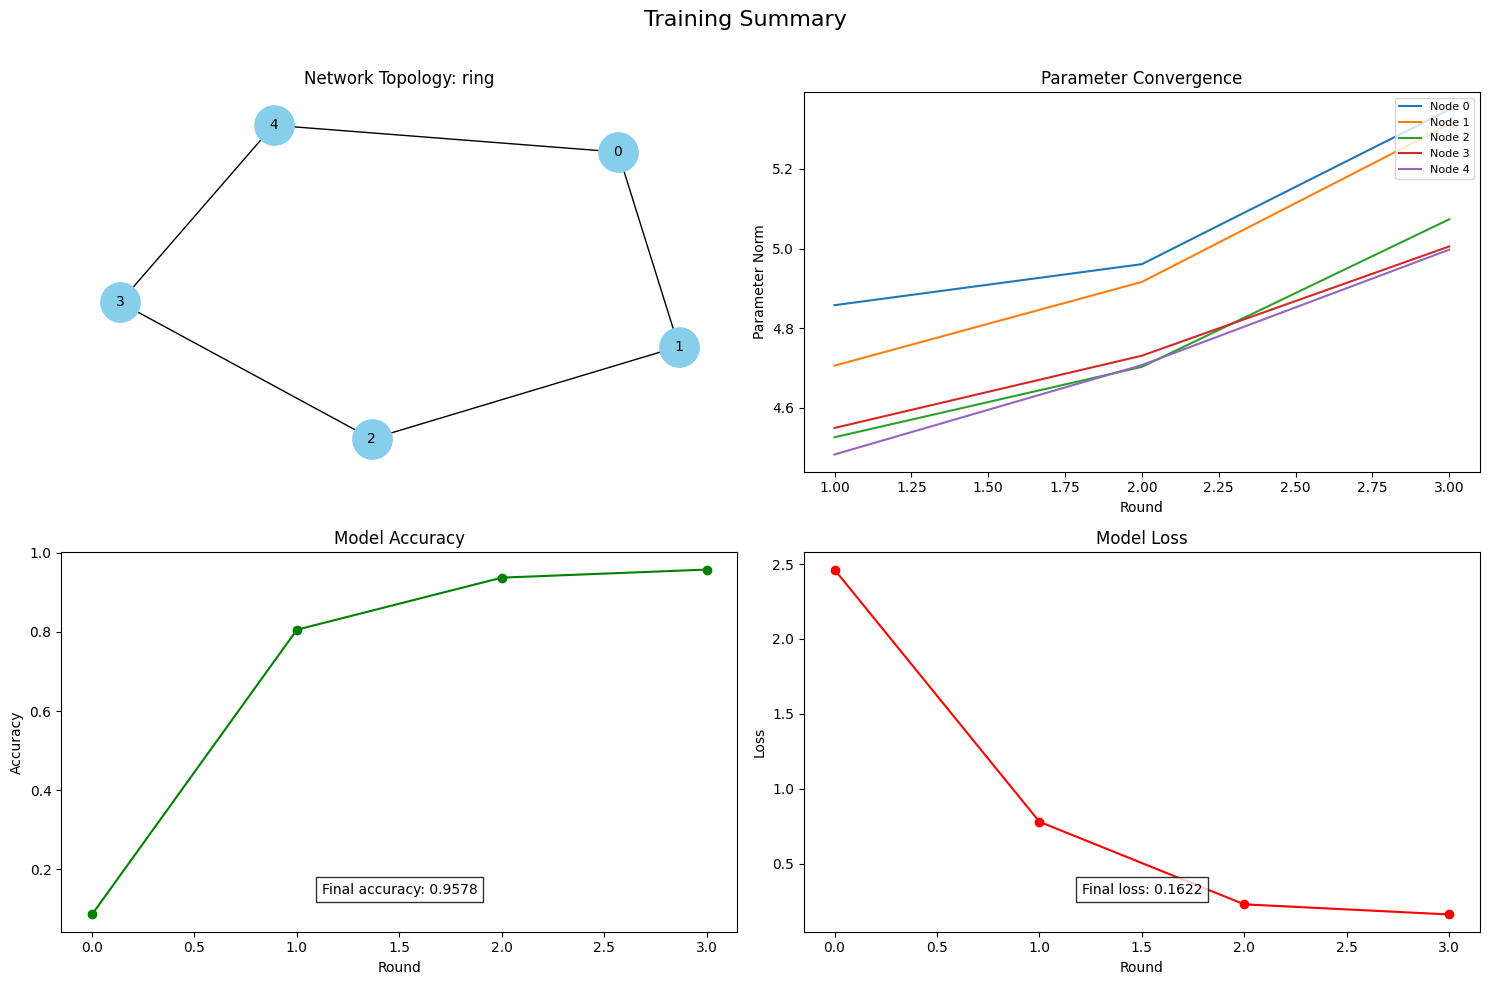 Training Summary
Network Topology: ring
4
0
3
1
2
Parameter Convergence
Node 0
Node 1
Node 2
Node 3
Node 4
Parameter Norm
5.2
5.0
4.8
4.6
1.00 1.25 1.50 1.75 2.00 2.25 2.50 2.75 3.00
Round
Model Accuracy
Accuracy
1.0
0.8
0.6
0.4
0.2
Final accuracy: 0.9578
0.0 0.5 1.0 1.5 2.0 2.5 3.0
Round
Model Loss
Loss
2.5
2.0
1.5
1.0
0.5
Final loss: 0.1622
0.0 0.5 1.0 1.5 2.0 2.5 3.0
Round